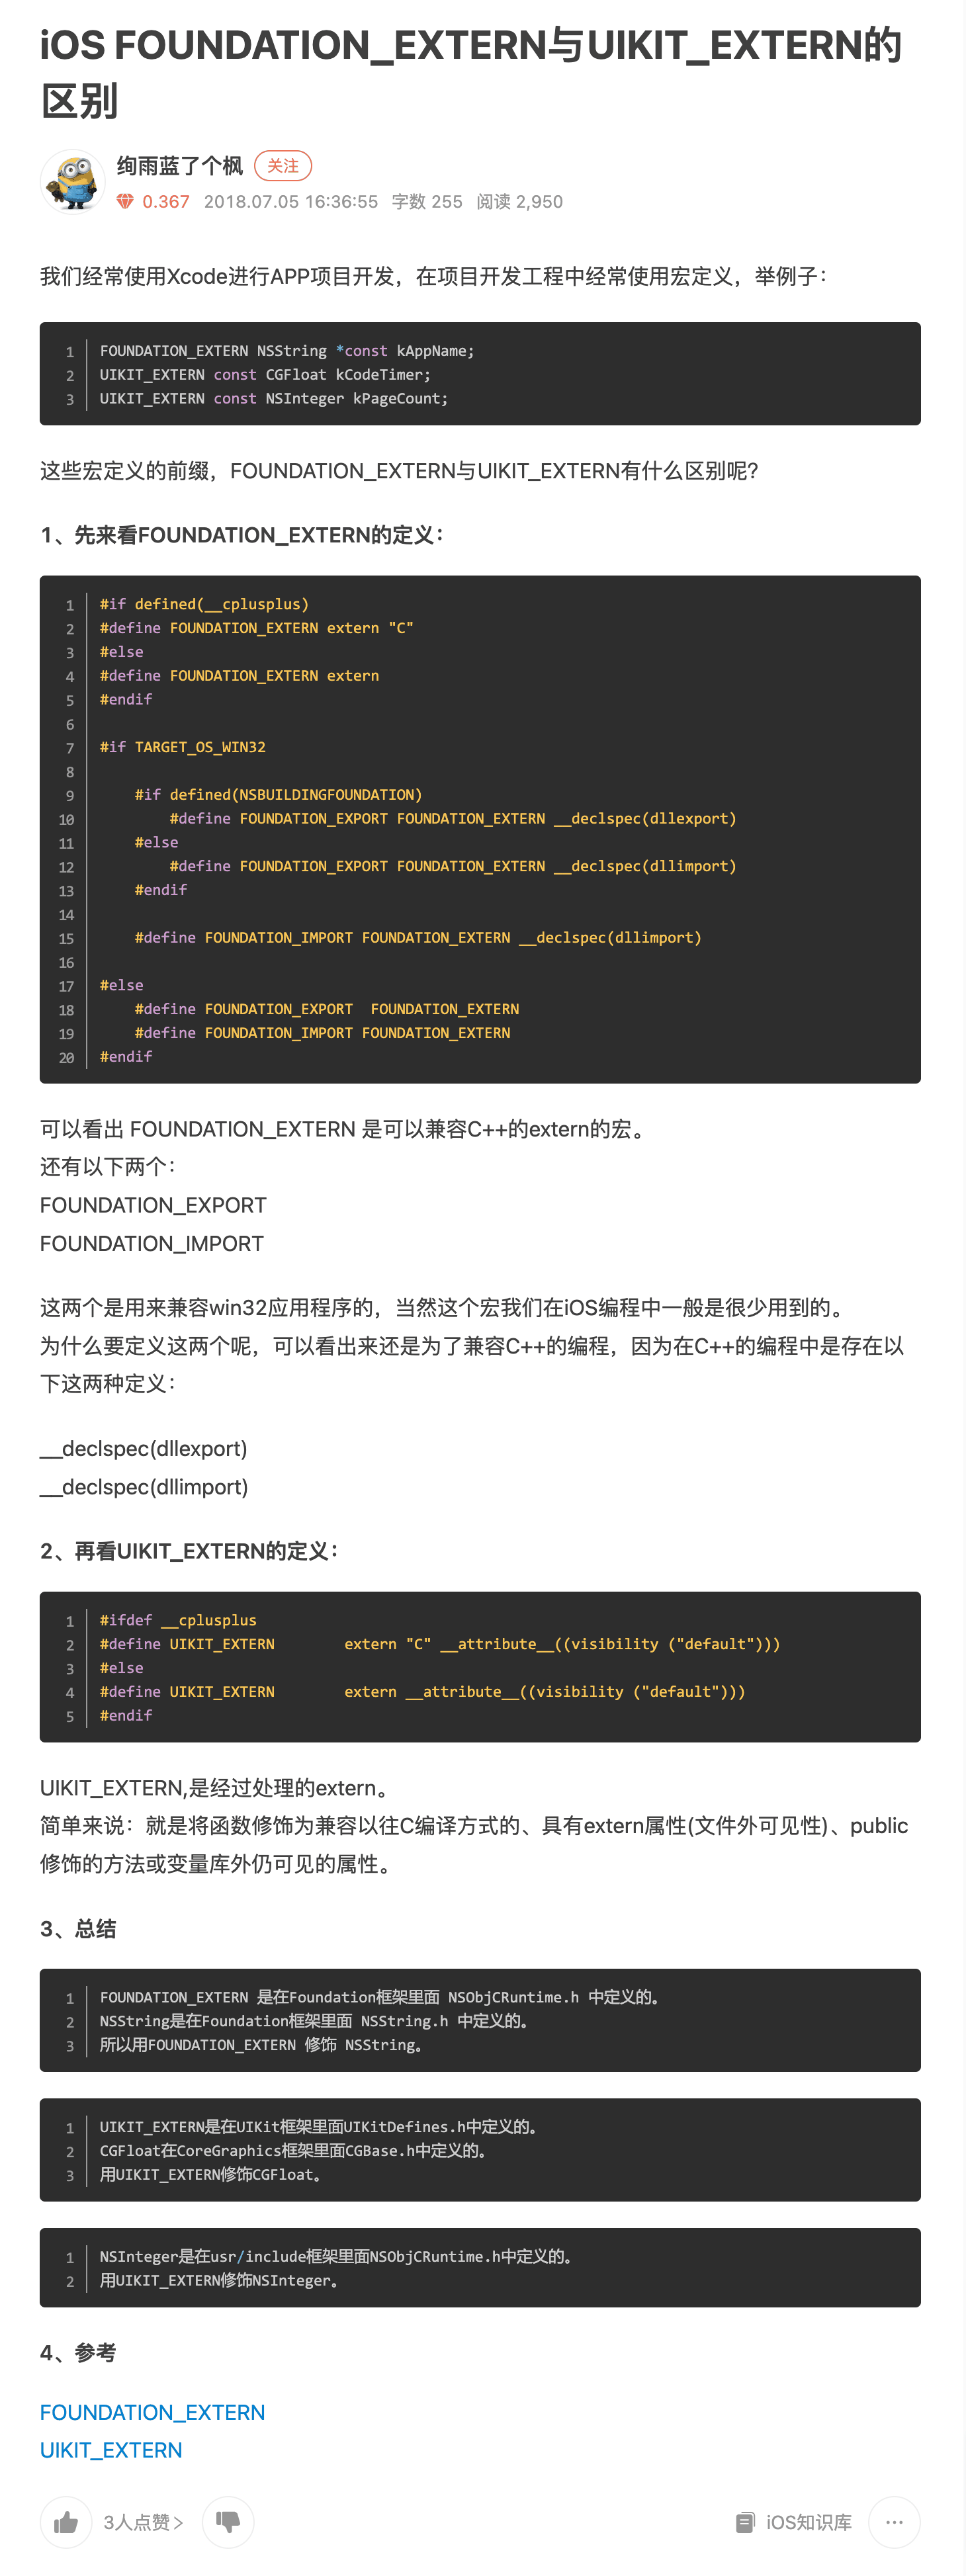 iOS FOUNDATION_EXTERN与UIKIT_EXTERN的
区别
绚雨蓝了个枫 关注
0.367 2018.07.05 16:36:55 字数 255 阅读 2,950
我们经常使用Xcode进行APP项目开发，在项目开发工程中经常使用宏定义，举例子：
1 FOUNDATION_EXTERN NSString *const kAppName;
2 UIKIT_EXTERN const CGFloat kCodeTimer;
3 UIKIT_EXTERN const NSInteger kPageCount;
这些宏定义的前缀，FOUNDATION_EXTERN与UIKIT_EXTERN有什么区别呢?
1、先来看FOUNDATION_EXTERN的定义：
1 #if defined(__cplusplus)
2 #define FOUNDATION_EXTERN extern "C"
3 #else
4 #define FOUNDATION_EXTERN extern
5 #endif
6
7 #if TARGET_OS_WIN32
8
9     #if defined(NSBUILDINGFOUNDATION)
10         #define FOUNDATION_EXPORT FOUNDATION_EXTERN __declspec(dllexport)
11     #else
12         #define FOUNDATION_EXPORT FOUNDATION_EXTERN __declspec(dllimport)
13     #endif
14
15     #define FOUNDATION_IMPORT FOUNDATION_EXTERN __declspec(dllimport)
16
17 #else
18     #define FOUNDATION_EXPORT  FOUNDATION_EXTERN
19     #define FOUNDATION_IMPORT FOUNDATION_EXTERN
20 #endif
可以看出 FOUNDATION_EXTERN 是可以兼容C++的extern的宏。
还有以下两个：
FOUNDATION_EXPORT
FOUNDATION_IMPORT
这两个是用来兼容win32应用程序的，当然这个宏我们在iOS编程中一般是很少用到的。
为什么要定义这两个呢，可以看出来还是为了兼容C++的编程，因为在C++的编程中是存在以
下这两种定义：
__declspec(dllexport)
__declspec(dllimport)
2、再看UIKIT_EXTERN的定义：
1 #ifdef __cplusplus
2 #define UIKIT_EXTERN        extern "C" __attribute__((visibility ("default")))
3 #else
4 #define UIKIT_EXTERN        extern __attribute__((visibility ("default")))
5 #endif
UIKIT_EXTERN,是经过处理的extern。
简单来说：就是将函数修饰为兼容以往C编译方式的、具有extern属性(文件外可见性)、public
修饰的方法或变量库外仍可见的属性。
3、总结
1 FOUNDATION_EXTERN 是在Foundation框架里面 NSObjCRuntime.h 中定义的。
2 NSString是在Foundation框架里面 NSString.h 中定义的。
3 所以用FOUNDATION_EXTERN 修饰 NSString。
1 UIKIT_EXTERN是在UIKit框架里面UIKitDefines.h中定义的。
2 CGFloat在CoreGraphics框架里面CGBase.h中定义的。
3 用UIKIT_EXTERN修饰CGFloat。
1 NSInteger是在usr/include框架里面NSObjCRuntime.h中定义的。
2 用UIKIT_EXTERN修饰NSInteger。
4、参考
FOUNDATION_EXTERN
UIKIT_EXTERN
3人点赞 > iOS知识库 ···